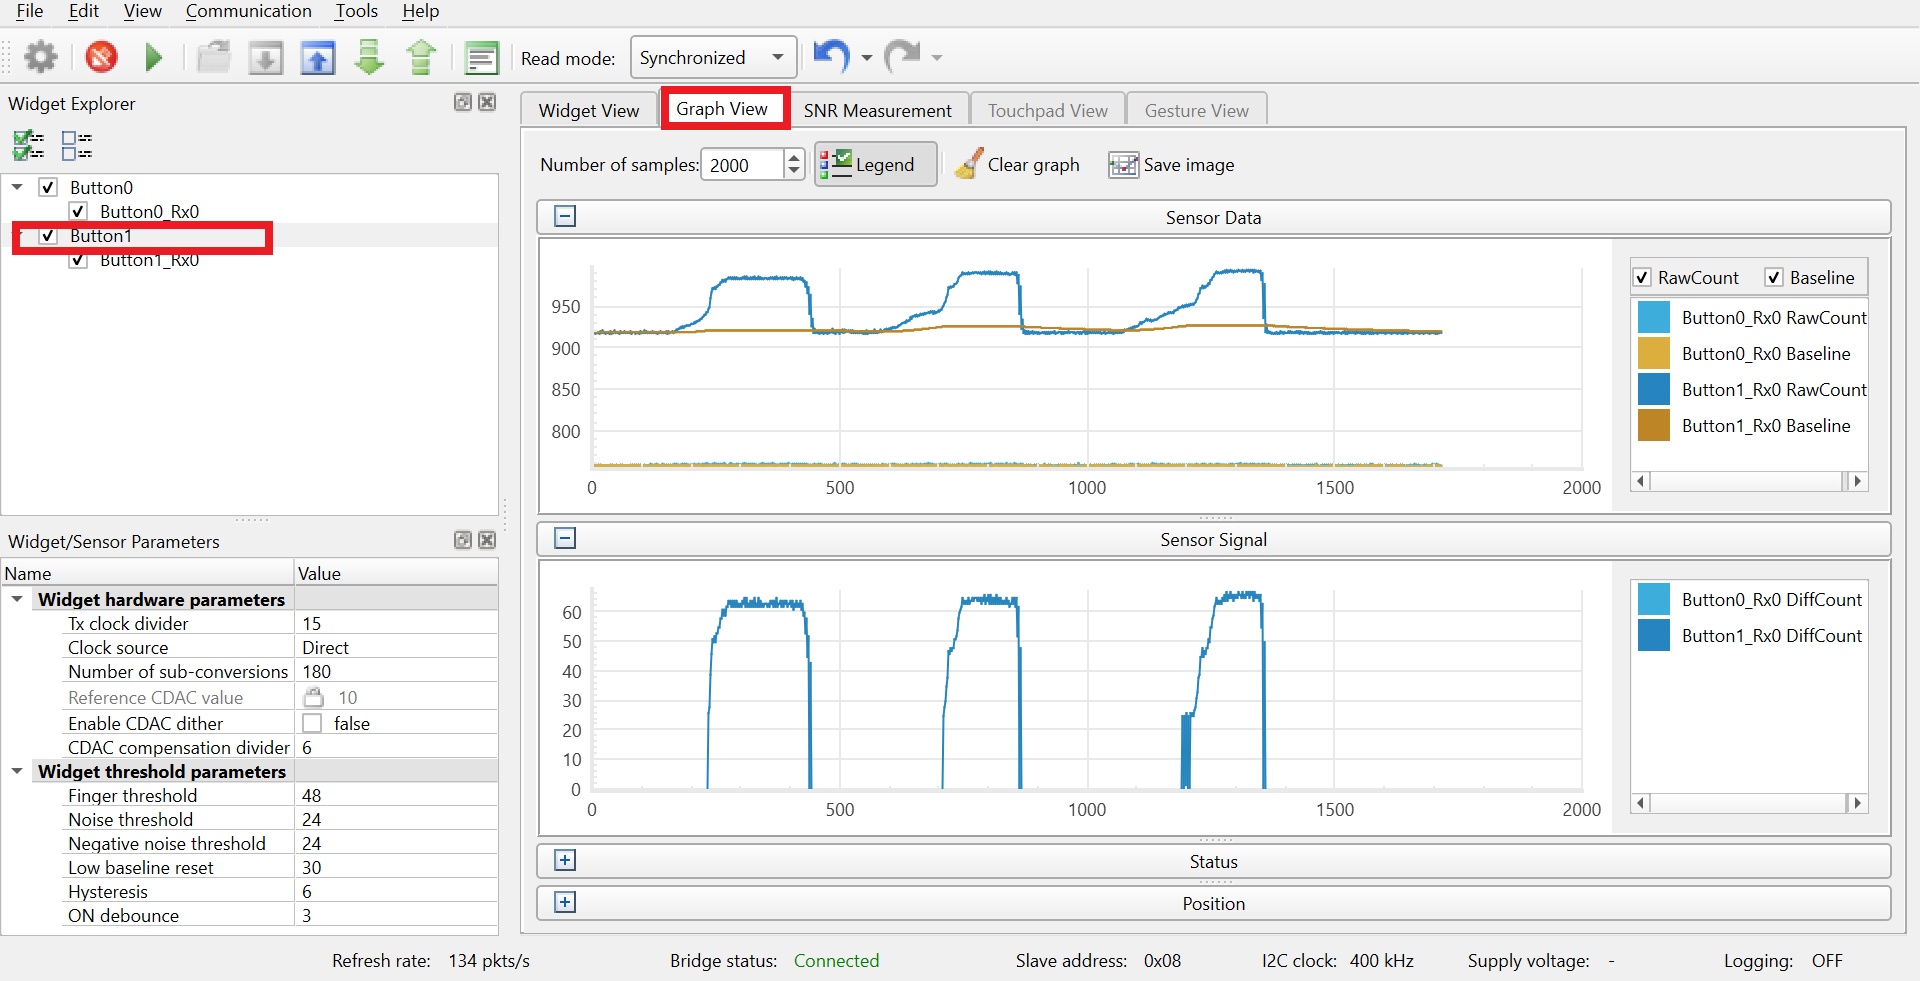 File Edit View Communication Tools Help
Read mode: Synchronized
Widget Explorer
Button0
Button0_Rx0
Button1
Button1_Rx0
Widget/Sensor Parameters
Name Value
Widget hardware parameters
Tx clock divider 15
Clock source Direct
Number of sub-conversions 180
Reference CDAC value 10
Enable CDAC dither false
CDAC compensation divider 6
Widget threshold parameters
Finger threshold 48
Noise threshold 24
Negative noise threshold 24
Low baseline reset 30
Hysteresis 6
ON debounce 3
Widget View Graph View SNR Measurement Touchpad View Gesture View
Number of samples: 2000 Legend Clear graph Save image
Sensor Data
950
900
850
800
0 500 1000 1500 2000
RawCount Baseline
Button0_Rx0 RawCount
Button0_Rx0 Baseline
Button1_Rx0 RawCount
Button1_Rx0 Baseline
Sensor Signal
60
50
40
30
20
10
0
0 500 1000 1500 2000
Button0_Rx0 DiffCount
Button1_Rx0 DiffCount
Status
Position
Refresh rate: 134 pkts/s Bridge status: Connected Slave address: 0x08 I2C clock: 400 kHz Supply voltage: - Logging: OFF